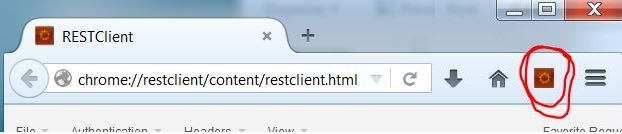 RESTClient
chrome://restclient/content/restclient.html
File Authentication Headers View Favorite Reque